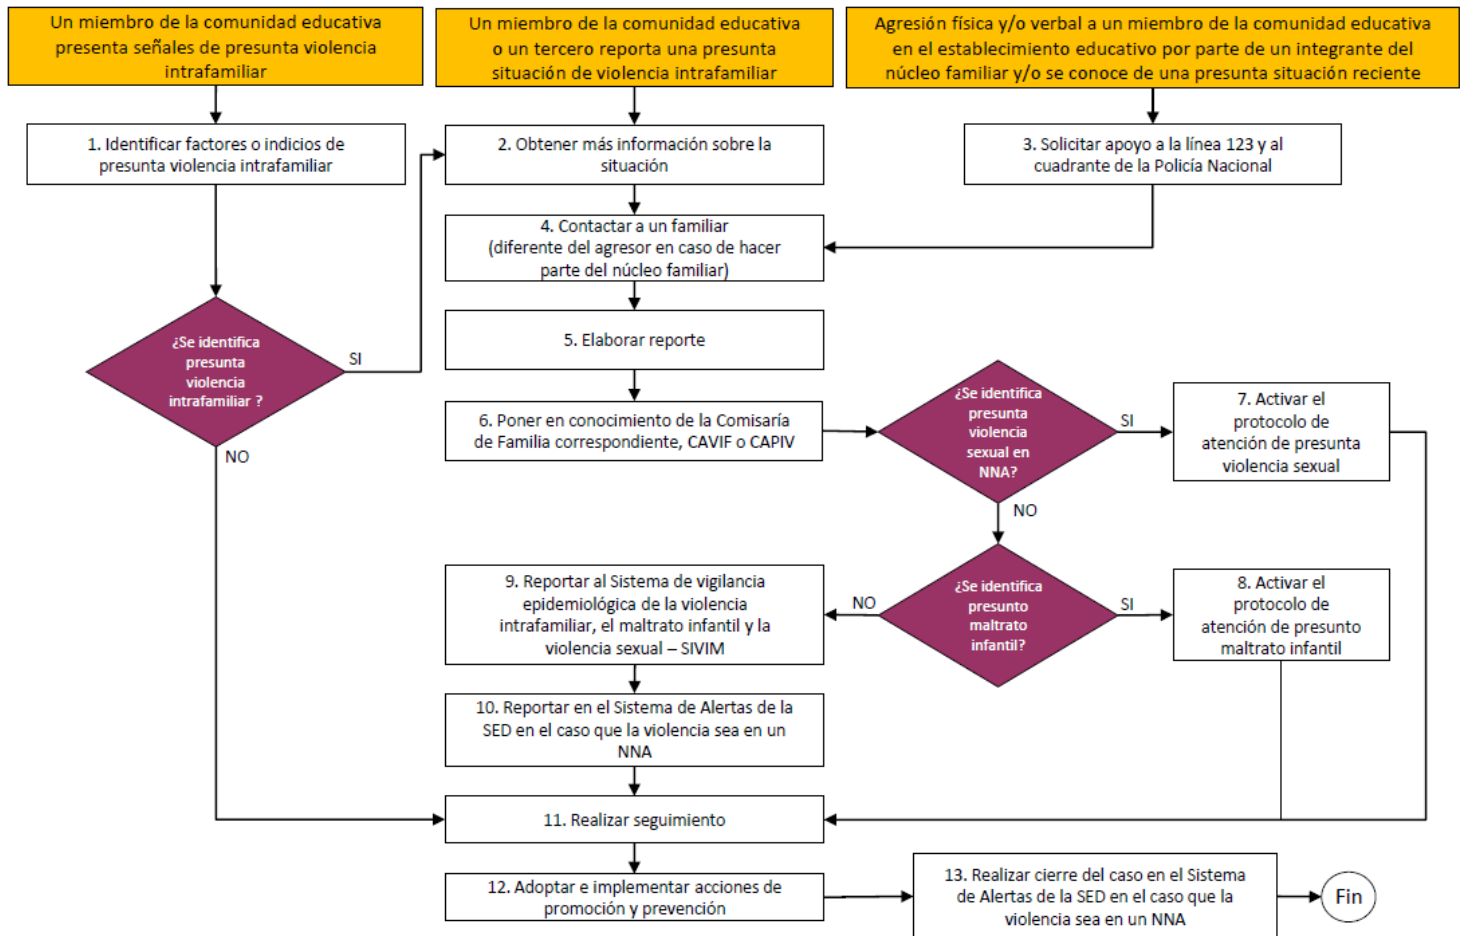 Un miembro de la comunidad educativa
presenta señales de presunta violencia
intrafamiliar
Un miembro de la comunidad educativa
o un tercero reporta una presunta
situación de violencia intrafamiliar
Agresión física y/o verbal a un miembro de la comunidad educativa
en el establecimiento educativo por parte de un integrante del
núcleo familiar y/o se conoce de una presunta situación reciente
1. Identificar factores o indicios de
presunta violencia intrafamiliar
2. Obtener más información sobre la
situación
3. Solicitar apoyo a la línea 123 y al
cuadrante de la Policía Nacional
4. Contactar a un familiar
(diferente del agresor en caso de hacer
parte del núcleo familiar)
¿Se identifica
presunta
violencia
intrafamiliar ?
SI
NO
5. Elaborar reporte
6. Poner en conocimiento de la Comisaría
de Familia correspondiente, CAVIF o CAPIV
¿Se identifica
presunta
violencia
sexual en
NNA?
SI
NO
7. Activar el
protocolo de
atención de presunta
violencia sexual
¿Se identifica
presunto
maltrato
infantil?
SI
NO
8. Activar el
protocolo de
atención de presunto
maltrato infantil
9. Reportar al Sistema de vigilancia
epidemiológica de la violencia
intrafamiliar, el maltrato infantil y la
violencia sexual – SIVIM
10. Reportar en el Sistema de Alertas de la
SED en el caso que la violencia sea en un
NNA
11. Realizar seguimiento
12. Adoptar e implementar acciones de
promoción y prevención
13. Realizar cierre del caso en el Sistema
de Alertas de la SED en el caso que la
violencia sea en un NNA
Fin